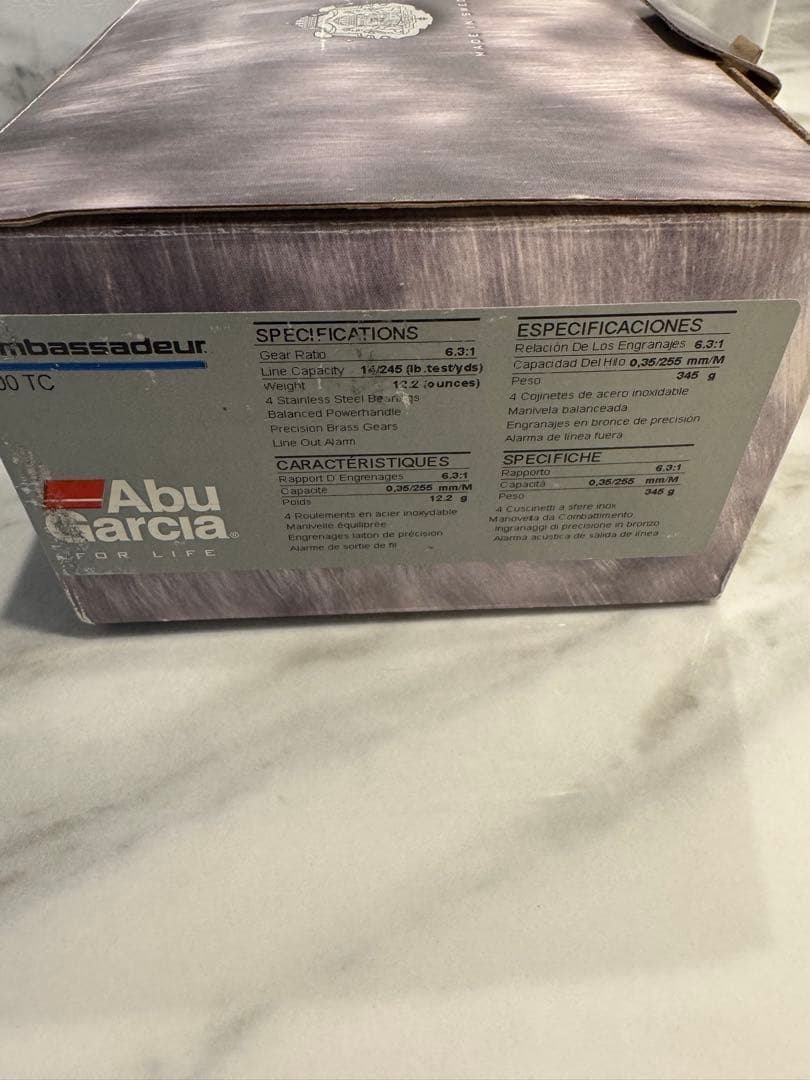 MADE IN SWE
mbassadeur
00 TC
Abu
Garcia®
FOR LIFE
SPECIFICATIONS
Gear Ratio 6.3:1
Line Capacity 14/245 (lb.test/yds)
Weight 12.2 (ounces)
4 Stainless Steel Bearings
Balanced Powerhandle
Precision Brass Gears
Line Out Alarm
CARACTÉRISTIQUES
Rapport D'Engrenages 6.3:1
Capacité 0,35/255 mm/M
Poids 12.2 g
4 Roulements en acier inoxydable
Manivelle équilibrée
Engrenages laiton de précision
Alarme de sortie de fil
ESPECIFICACIONES
Relación De Los Engranajes 6.3:1
Capacidad Del Hilo 0,35/255 mm/M
Peso 345 g
4 Cojinetes de acero inoxidable
Manivela balanceada
Engranajes en bronce de precisión
Alarma de línea fuera
SPECIFICHE
Rapporto 6.3:1
Capacità 0,35/255 mm/M
Peso 345 g
4 Cuscinetti a sfere inox
Manovella da Combattimento
Ingranaggi di precisione in bronzo
Alarma acústica de salida de línea